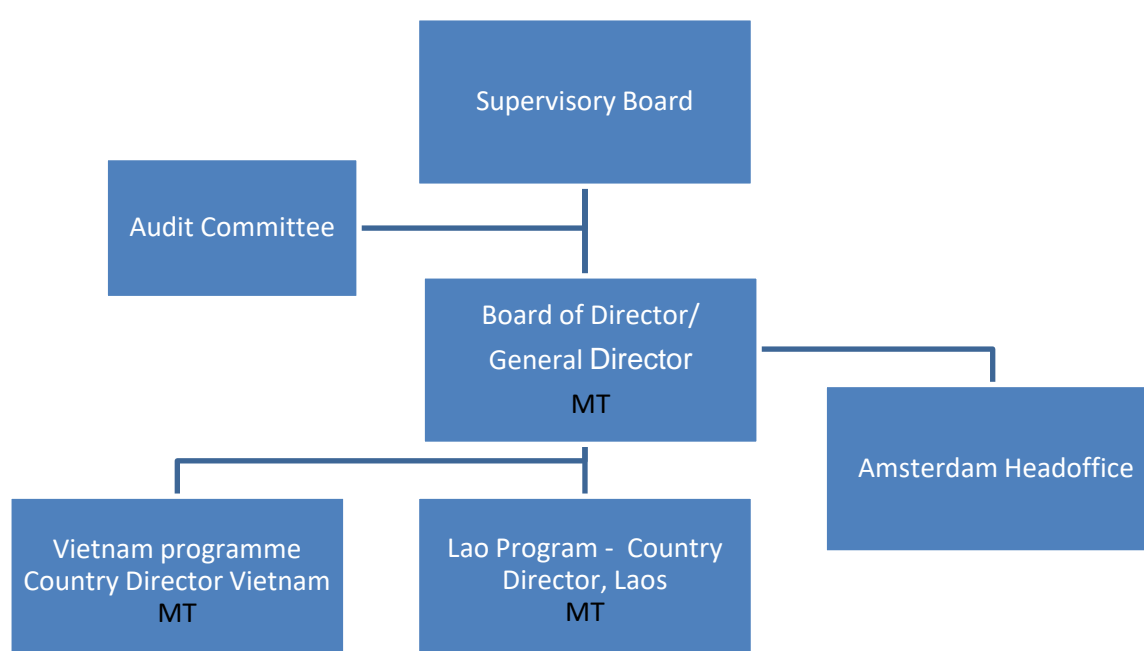 Supervisory Board
Audit Committee
Board of Director/
General Director
MT
Amsterdam Headoffice
Vietnam programme
Country Director Vietnam
MT
Lao Program - Country
Director, Laos
MT